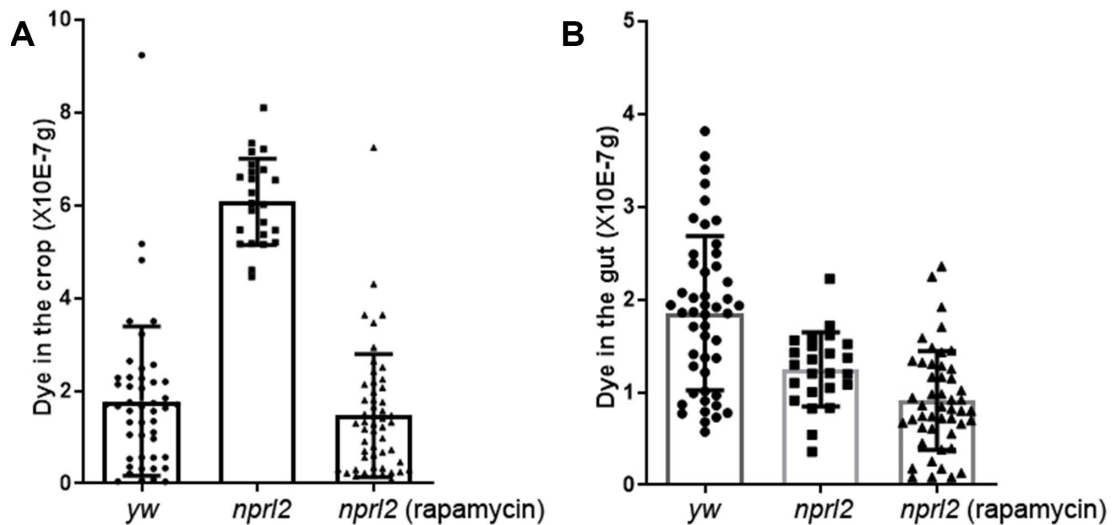 A
Dye in the crop (X10E-7g)
10
8
6
4
2
0
yw
nprl2
nprl2 (rapamycin)
B
Dye in the gut (X10E-7g)
5
4
3
2
1
0
yw
nprl2
nprl2 (rapamycin)